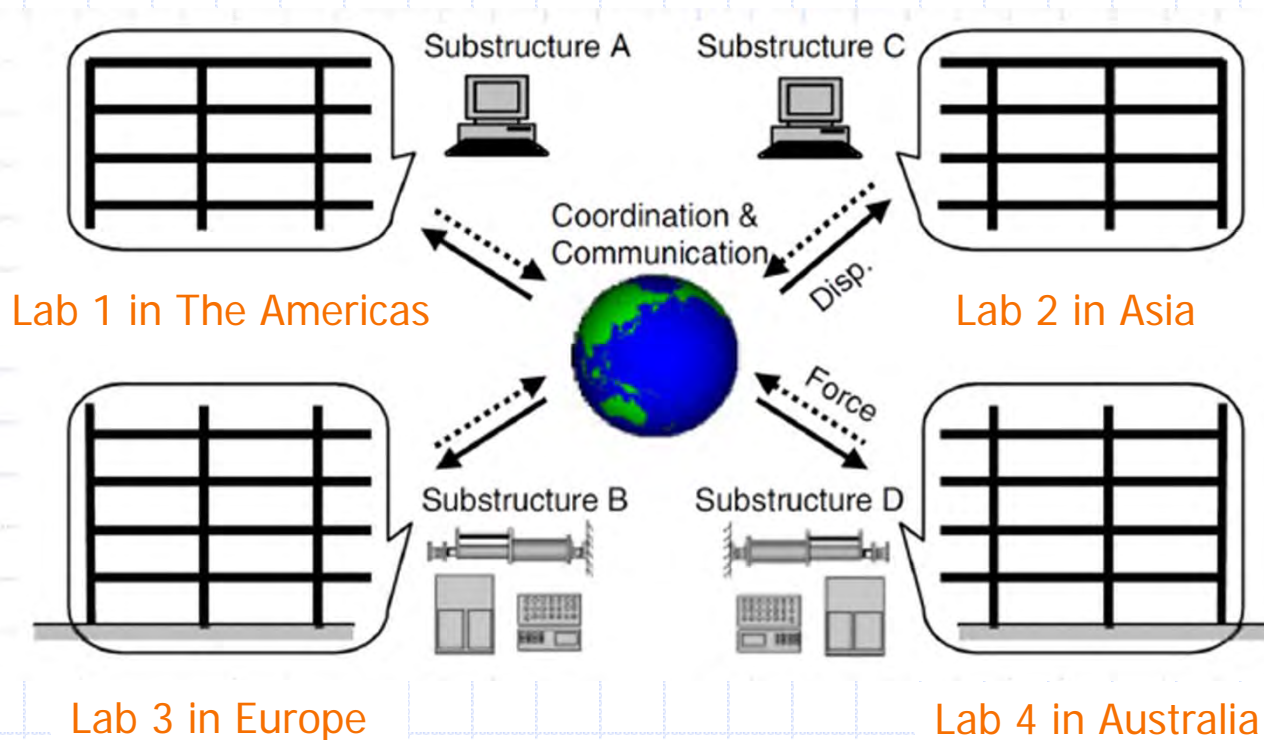 Substructure A
Substructure C
Coordination &
Communication
Disp.
Lab 1 in The Americas
Lab 2 in Asia
Force
Substructure B
Substructure D
Lab 3 in Europe
Lab 4 in Australia